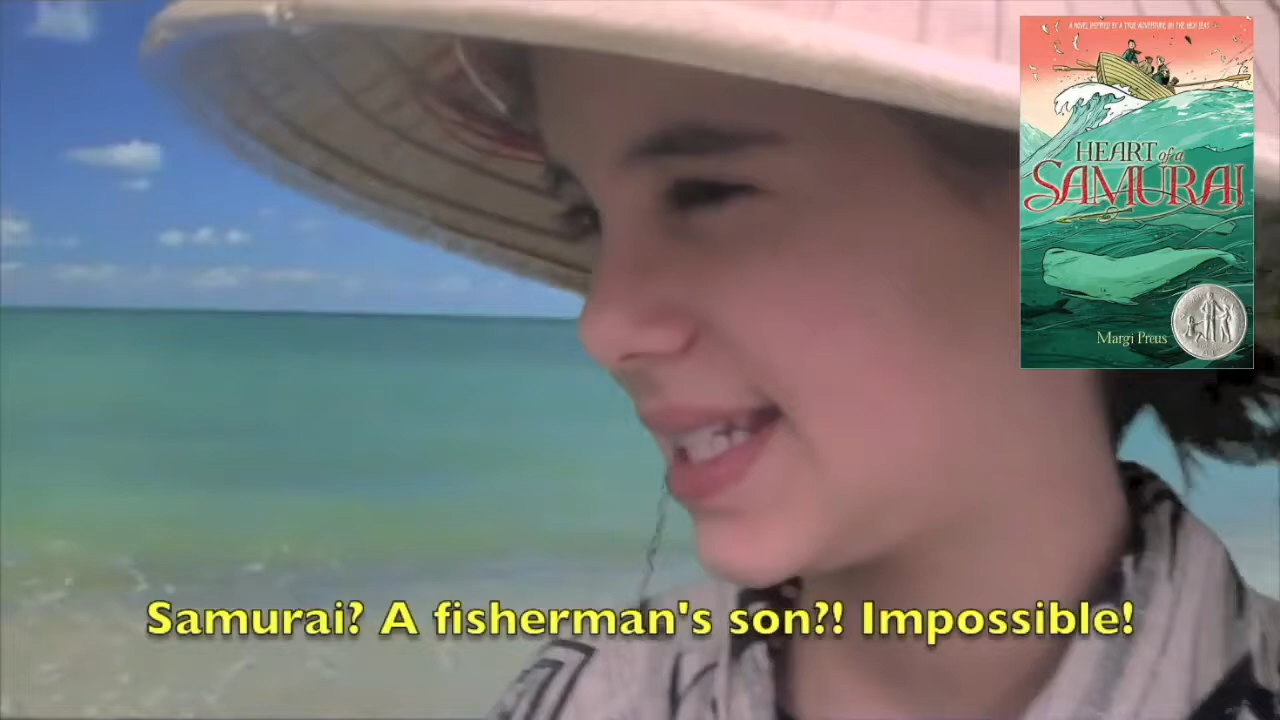 A NOVEL INSPIRED BY A TRUE ADVENTURE ON THE HIGH SEAS
HEART of a
SAMURAI
Margi Preus
Samurai? A fisherman's son?! Impossible!